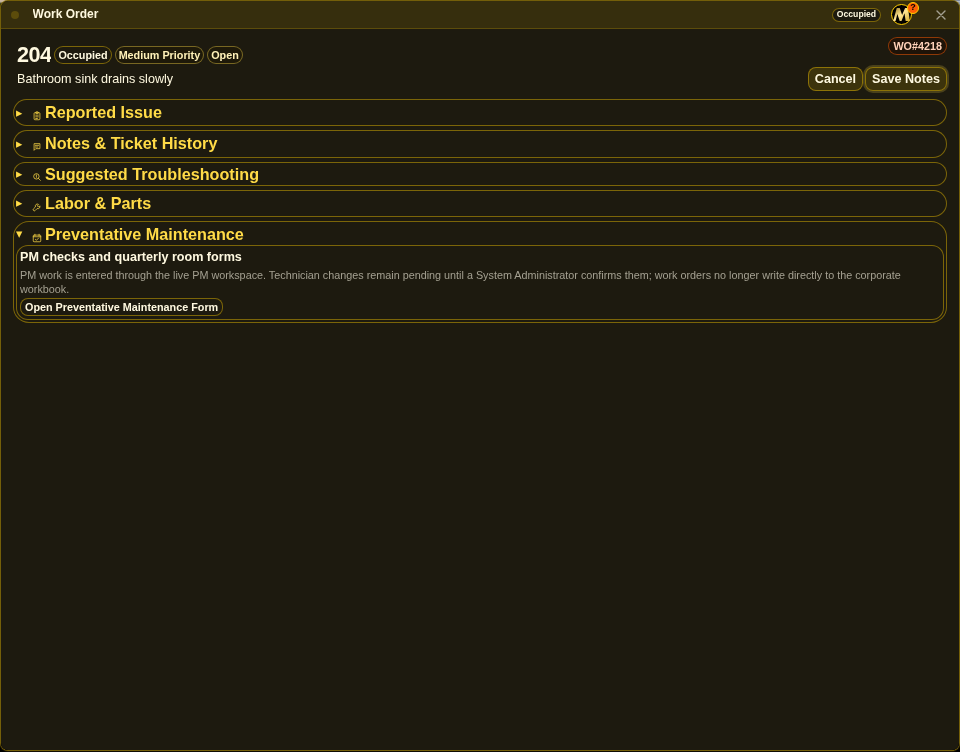 Work Order
Occupied
M ?
WO#4218
204 Occupied Medium Priority Open
Bathroom sink drains slowly
Cancel Save Notes
Reported Issue
Notes & Ticket History
Suggested Troubleshooting
Labor & Parts
Preventative Maintenance
PM checks and quarterly room forms
PM work is entered through the live PM workspace. Technician changes remain pending until a System Administrator confirms them; work orders no longer write directly to the corporate
workbook.
Open Preventative Maintenance Form